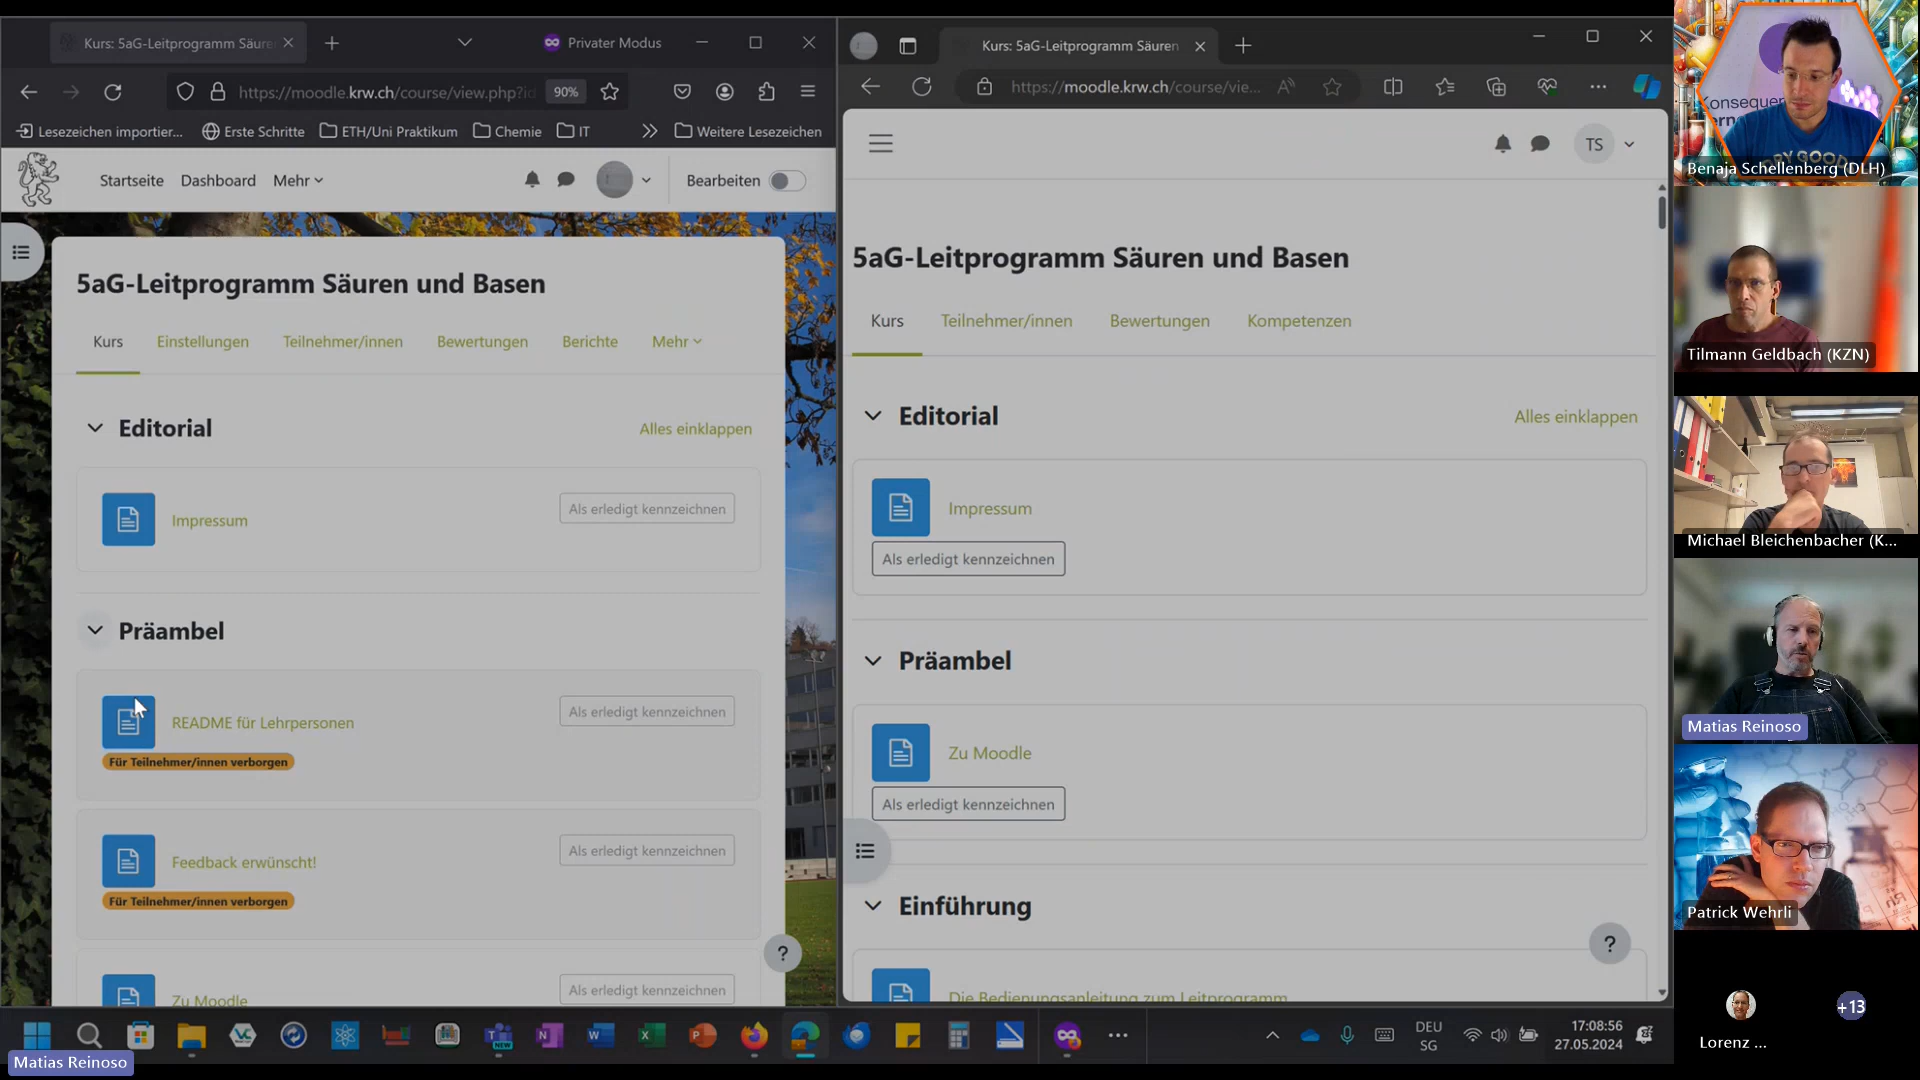 Kurs: 5aG-Leitprogramm Säure
Privater Modus
https://moodle.krw.ch/course/view.php?id
90%
Lesezeichen importier...
Erste Schritte
ETH/Uni Praktikum
Chemie
IT
Weitere Lesezeichen
Startseite
Dashboard
Mehr
Bearbeiten
5aG-Leitprogramm Säuren und Basen
Kurs
Einstellungen
Teilnehmer/innen
Bewertungen
Berichte
Mehr
Editorial
Alles einklappen
Impressum
Als erledigt kennzeichnen
Präambel
README für Lehrpersonen
Als erledigt kennzeichnen
Für Teilnehmer/innen verborgen
Feedback erwünscht!
Als erledigt kennzeichnen
Für Teilnehmer/innen verborgen
Zu Moodle
Als erledigt kennzeichnen
?
Kurs: 5aG-Leitprogramm Säuren
https://moodle.krw.ch/course/vie...
TS
5aG-Leitprogramm Säuren und Basen
Kurs
Teilnehmer/innen
Bewertungen
Kompetenzen
Editorial
Alles einklappen
Impressum
Als erledigt kennzeichnen
Präambel
Zu Moodle
Als erledigt kennzeichnen
Einführung
Die Bedienungsanleitung zum Leitprogramm
?
DEU
SG
17:08:56
27.05.2024
Matias Reinoso
Konsequen
Benaja Schellenberg (DLH)
Tilmann Geldbach (KZN)
Michael Bleichenbacher (K...
Matias Reinoso
Patrick Wehrli
Lorenz ...
+13